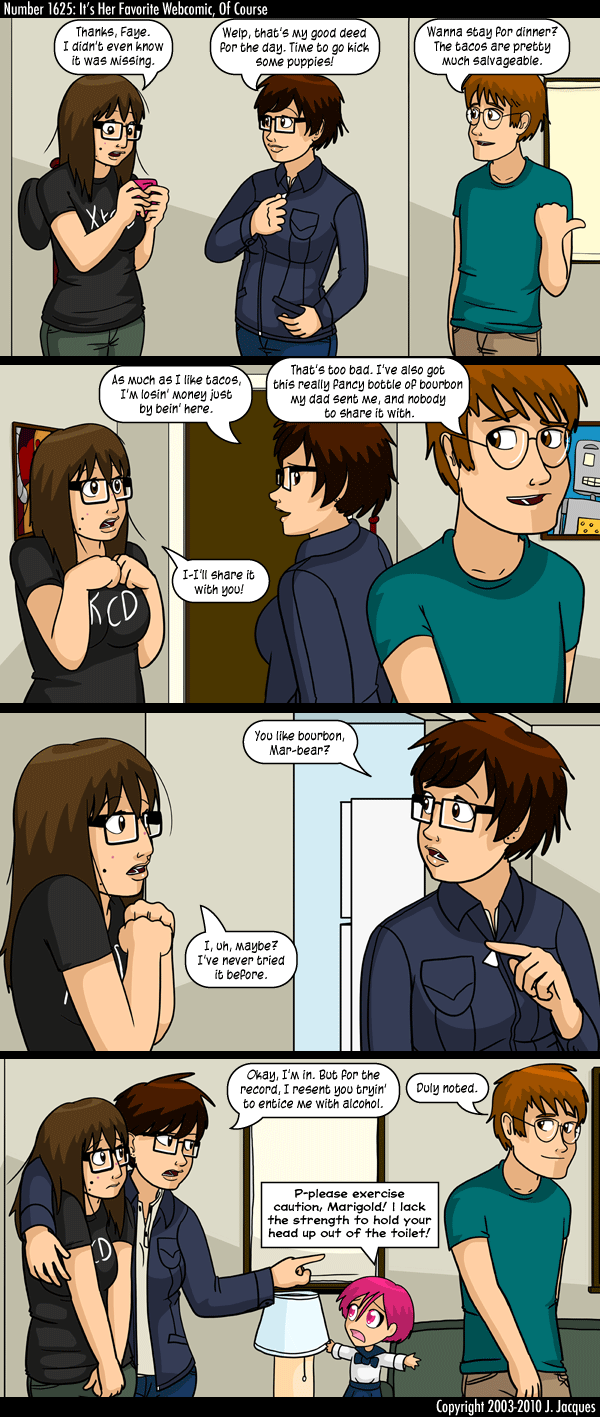 Number 1625: It's Her Favorite Webcomic, Of Course
Thanks, Faye.
I didn't even know
it was missing.
Welp, that's my good deed
for the day. Time to go kick
some puppies!
Wanna stay for dinner?
The tacos are pretty
much salvageable.
XKC
As much as I like tacos,
I'm losin' money just
by bein' here.
That's too bad. I've also got
this really fancy bottle of bourbon
my dad sent me, and nobody
to share it with.
I-I'll share it
with you!
KCD
You like bourbon,
Mar-bear?
I, uh, maybe?
I've never tried
it before.
Okay, I'm in. But for the
record, I resent you tryin'
to entice me with alcohol.
Duly noted.
P-please exercise
caution, Marigold! I lack
the strength to hold your
head up out of the toilet!
CD
Copyright 2003-2010 J. Jacques